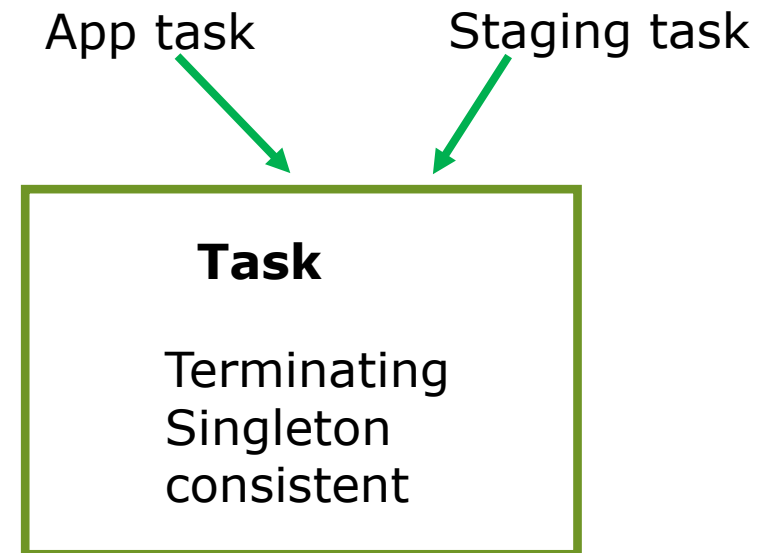 App task
Staging task
Task
Terminating
Singleton
consistent